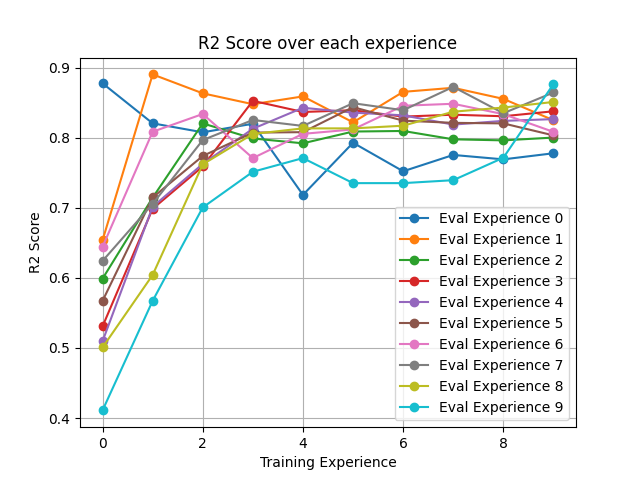 R2 Score over each experience
0.9
0.8
0.7
0.6
0.5
0.4
R2 Score
0
2
4
6
8
Training Experience
Eval Experience 0
Eval Experience 1
Eval Experience 2
Eval Experience 3
Eval Experience 4
Eval Experience 5
Eval Experience 6
Eval Experience 7
Eval Experience 8
Eval Experience 9